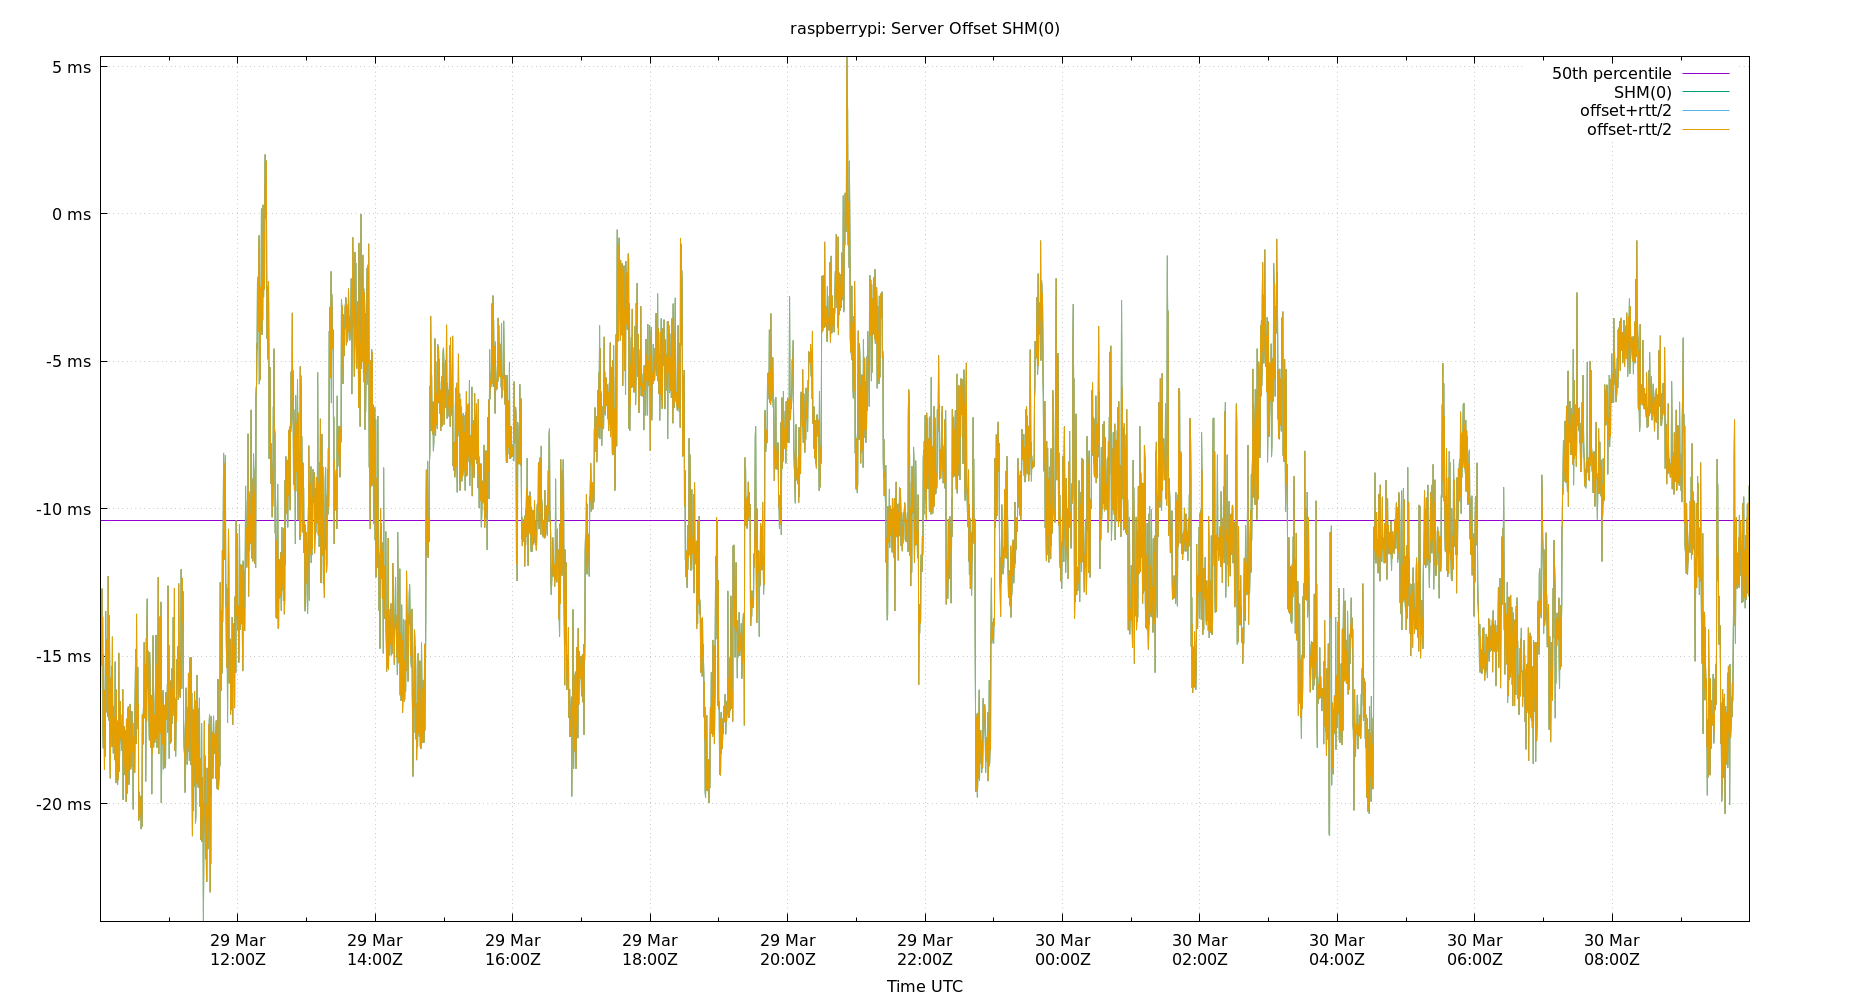 raspberrypi: Server Offset SHM(0)
50th percentile
SHM(0)
offset+rtt/2
offset-rtt/2
5 ms
0 ms
-5 ms
-10 ms
-15 ms
-20 ms
29 Mar 29 Mar 29 Mar 29 Mar 29 Mar 29 Mar 30 Mar 30 Mar 30 Mar 30 Mar 30 Mar
12:00Z 14:00Z 16:00Z 18:00Z 20:00Z 22:00Z 00:00Z 02:00Z 04:00Z 06:00Z 08:00Z
Time UTC